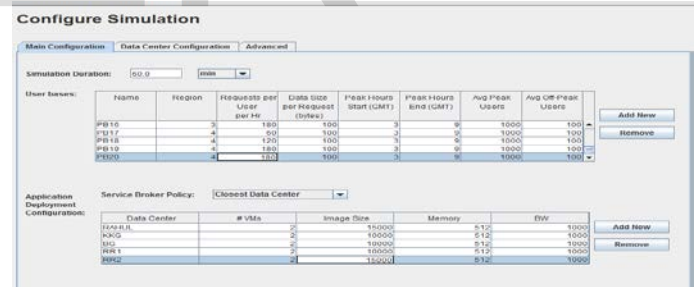 Configure Simulation
Main Configuration Data Center Configuration Advanced
Simulation Duration: 60.0 min
User bases:
Name Region Requests per User per Hr Data Size per Request (bytes) Peak Hours Start (GMT) Peak Hours End (GMT) Avg Peak Users Avg Off-Peak Users
PB16 3 180 100 3 9 1000 100
PB17 4 60 100 3 9 1000 100
PB18 4 120 100 3 9 1000 100
PB19 4 180 100 3 9 1000 100
PB20 4 180 100 3 9 1000 100
Add New
Remove
Application Deployment Configuration:
Service Broker Policy: Closest Data Center
Data Center # VMs Image Size Memory BW
RAHUL 2 15000 512 1000
KKG 2 10000 512 1000
BG 2 10000 512 1000
RR1 2 10000 512 1000
RR2 2 15000 512 1000
Add New
Remove